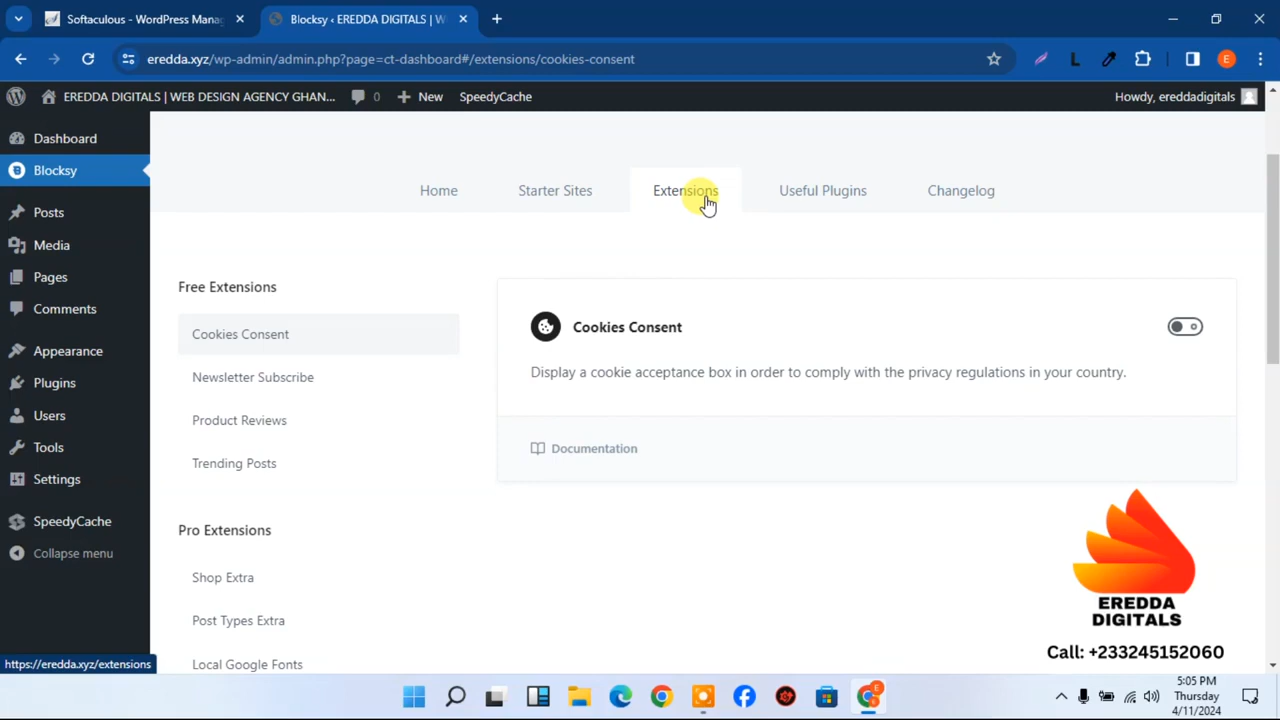 Softaculous - WordPress Mana
Blocksy ‹ EREDDA DIGITALS | W
eredda.xyz/wp-admin/admin.php?page=ct-dashboard#/extensions/cookies-consent
E
EREDDA DIGITALS | WEB DESIGN AGENCY GHAN...
0
New
SpeedyCache
Howdy, ereddadigitals
Dashboard
Blocksy
Posts
Media
Pages
Comments
Appearance
Plugins
Users
Tools
Settings
SpeedyCache
Collapse menu
Home
Starter Sites
Extensions
Useful Plugins
Changelog
Free Extensions
Cookies Consent
Newsletter Subscribe
Product Reviews
Trending Posts
Pro Extensions
Shop Extra
Post Types Extra
Local Google Fonts
Cookies Consent
Display a cookie acceptance box in order to comply with the privacy regulations in your country.
Documentation
EREDDA
DIGITALS
Call: +233245152060
https://eredda.xyz/extensions
E
5:05 PM
Thursday
4/11/2024